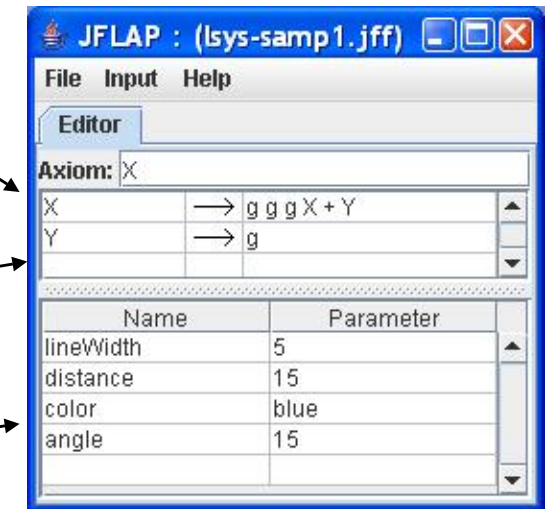 JFLAP : (lsys-samp1.jff)
File Input Help
Editor
Axiom: X
X → g g g X + Y
Y → g
Name Parameter
lineWidth 5
distance 15
color blue
angle 15